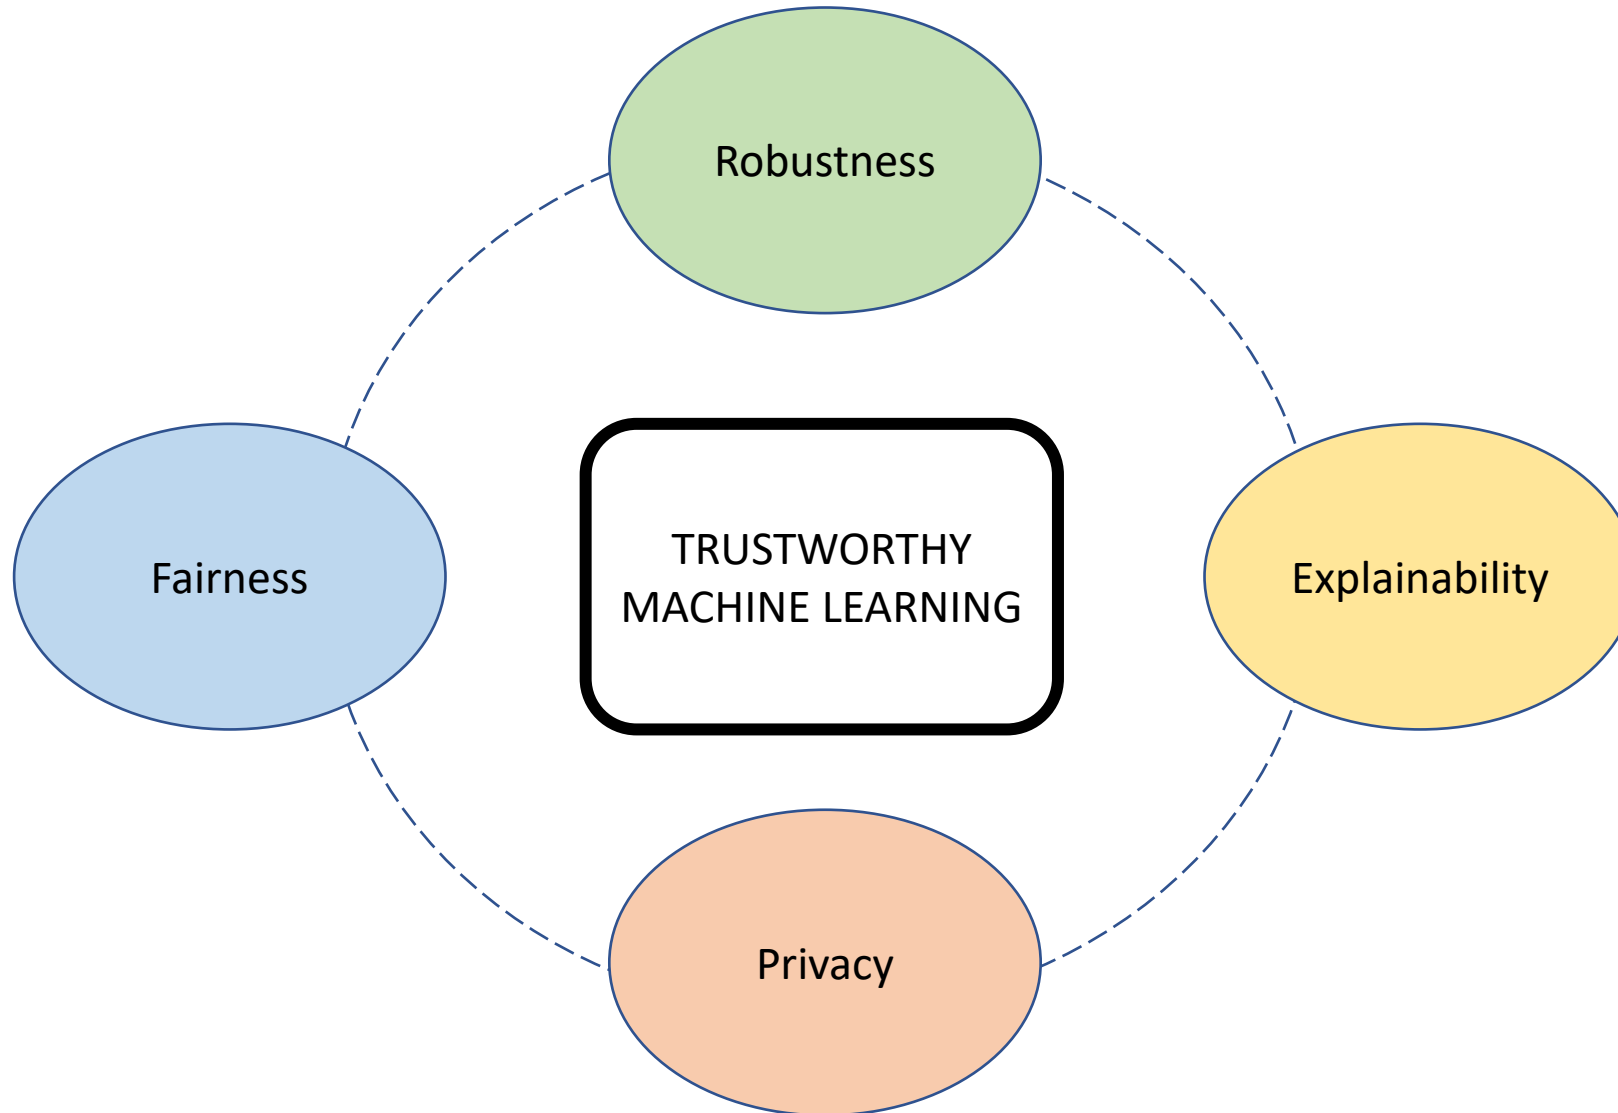 Robustness
Fairness
TRUSTWORTHY
MACHINE LEARNING
Explainability
Privacy